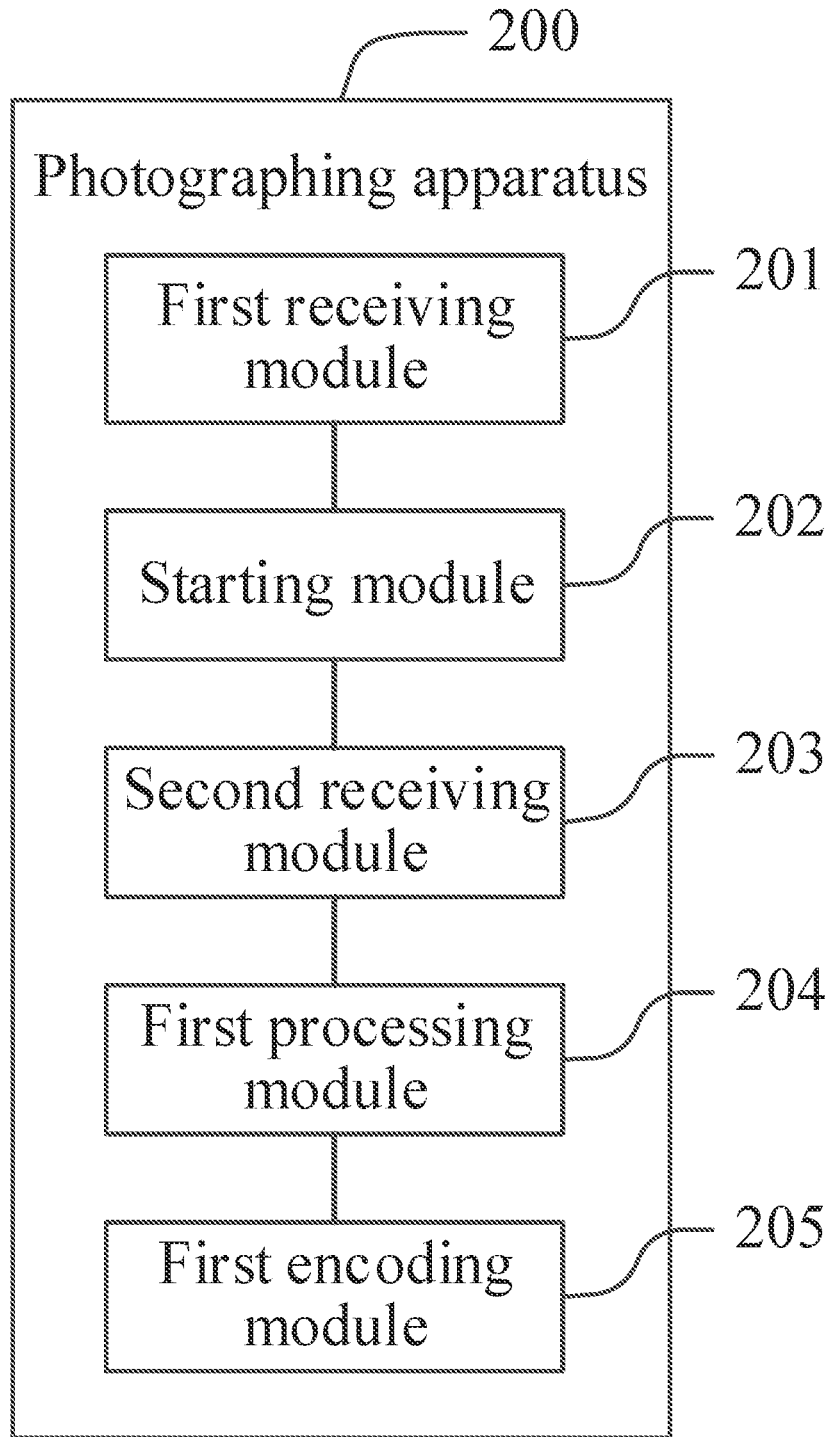 200
Photographing apparatus
First receiving
module
201
Starting module
202
Second receiving
module
203
First processing
module
204
First encoding
module
205